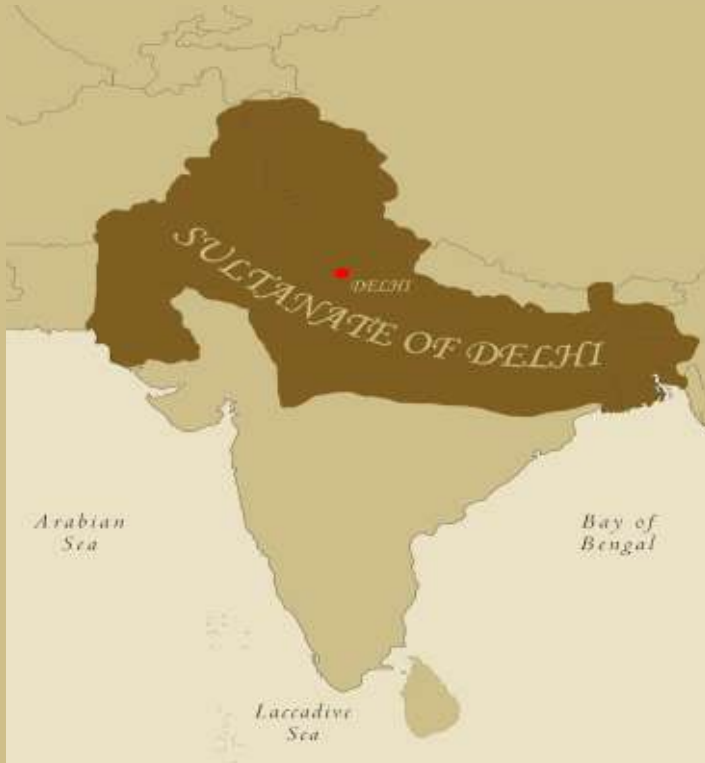 SULTANATE OF DELHI
DELHI
Arabian
Sea
Bay of
Bengal
Laccadive
Sea